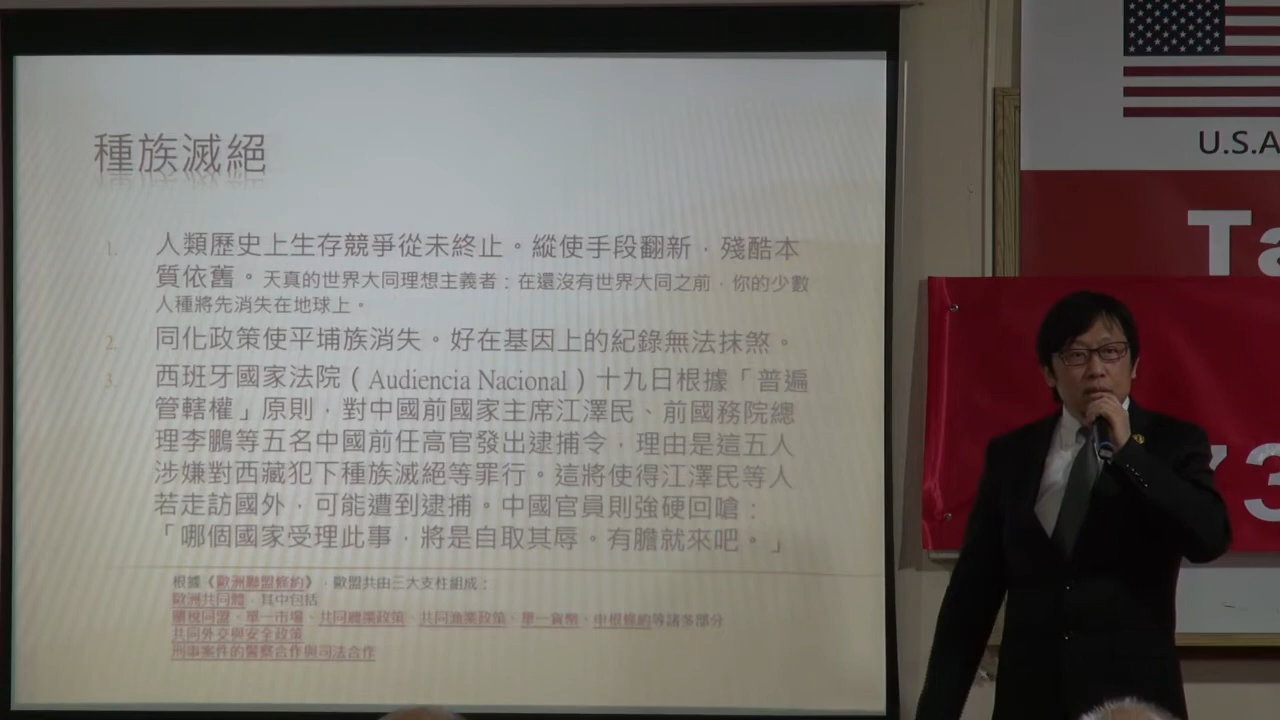 種族滅絕
1. 人類歷史上生存競爭從未終止。縱使手段翻新，殘酷本
質依舊。天真的世界大同理想主義者：在還沒有世界大同之前，你的少數
人種將先消失在地球上。
2. 同化政策使平埔族消失。好在基因上的紀錄無法抹煞。
3. 西班牙國家法院（Audiencia Nacional）十九日根據「普遍
管轄權」原則，對中國前國家主席江澤民、前國務院總
理李鵬等五名中國前任高官發出逮捕令，理由是這五人
涉嫌對西藏犯下種族滅絕等罪行。這將使得江澤民等人
若走訪國外，可能遭到逮捕。中國官員則強硬回嗆：
「哪個國家受理此事，將是自取其辱。有膽就來吧。」
根據《歐洲聯盟條約》，歐盟共由三大支柱組成：
歐洲共同體，其中包括
關稅同盟、單一市場、共同農業政策、共同漁業政策、單一貨幣、申根條約等諸多部分
共同外交與安全政策
刑事案件的警察合作與司法合作
U.S.A
Ta
3